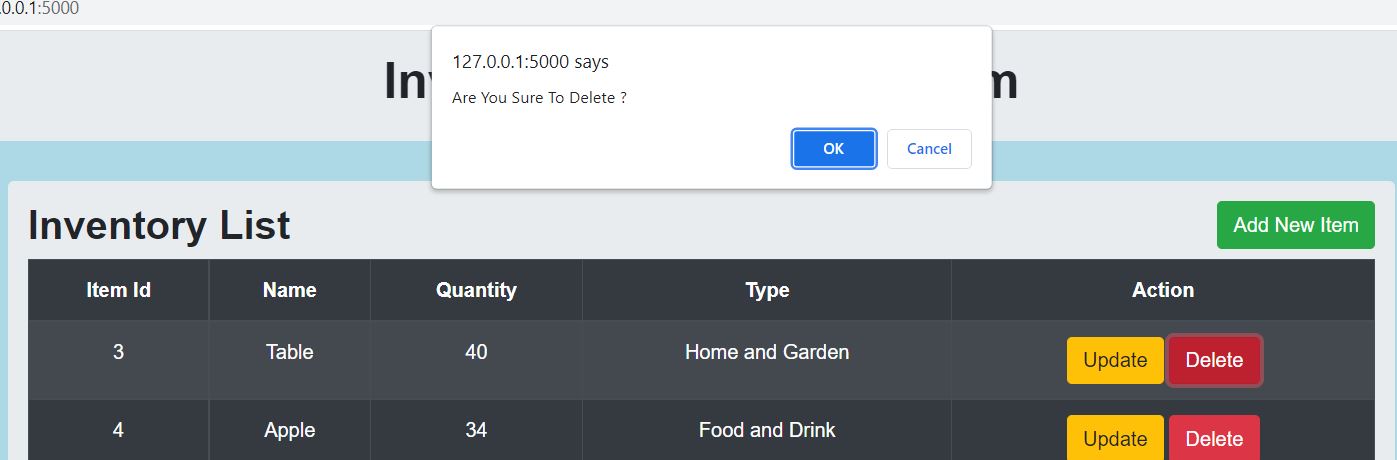 .0.0.1:5000
127.0.0.1:5000 says
Are You Sure To Delete ?
OK Cancel
Inventory List
Add New Item
Item Id Name Quantity Type Action
3 Table 40 Home and Garden Update Delete
4 Apple 34 Food and Drink Update Delete